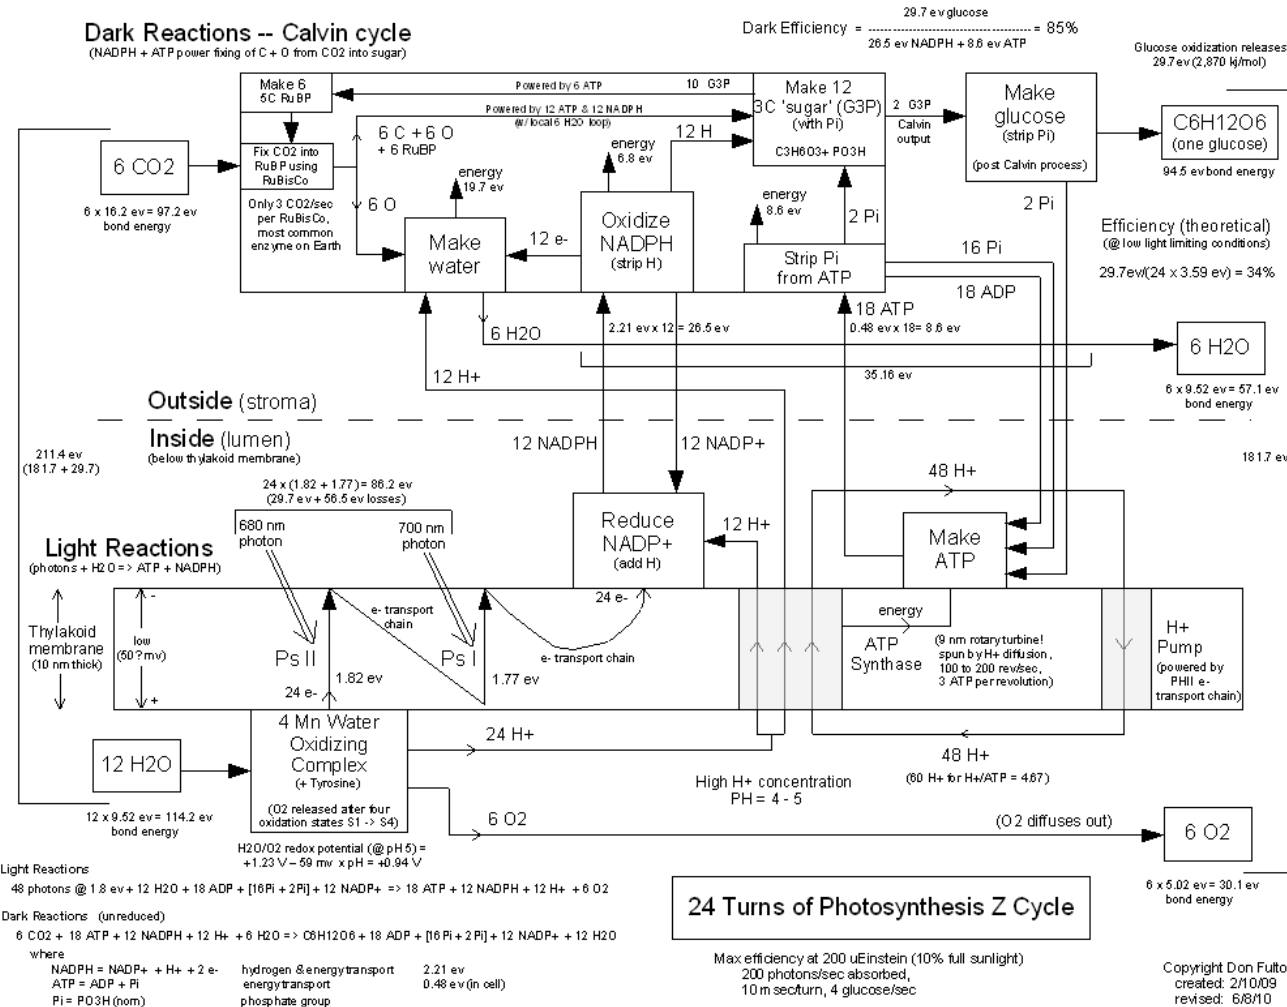 Dark Reactions -- Calvin cycle
(NADPH + ATP power fixing of C + O from CO2 into sugar)
29.7 ev glucose
Dark Efficiency = ------------------------------------ = 85%
26.5 ev NADPH + 8.6 ev ATP
Glucose oxidization releases
29.7ev (2,870 kj/mol)
Make 6
5C RuBP
Powered by 6 ATP
10 G3P
Powered by 12 ATP & 12 NADPH
(w/ local 6 H2O loop)
Make 12
3C 'sugar' (G3P)
(with Pi)
C3H6O3+ PO3H
2 G3P
Calvin
output
Make
glucose
(strip Pi)
(post Calvin process)
C6H12O6
(one glucose)
94.5 ev bond energy
6 CO2
6 x 16.2 ev = 97.2 ev
bond energy
Fix CO2 into
RuBP using
RuBisCo
Only 3 CO2/sec
per RuBisCo,
most common
enzyme on Earth
6 C + 6 O
+ 6 RuBP
6 O
energy
19.7 ev
energy
6.8 ev
12 H
energy
8.6 ev
2 Pi
2 Pi
Make
water
12 e-
Oxidize
NADPH
(strip H)
Strip Pi
from ATP
16 Pi
18 ADP
Efficiency (theoretical)
(@ low light limiting conditions)
29.7ev/(24 x 3.59 ev) = 34%
18 ATP
6 H2O
2.21 ev x 12 = 26.5 ev
0.48 ev x 18= 8.6 ev
35.16 ev
6 H2O
6 x 9.52 ev = 57.1 ev
bond energy
12 H+
Outside (stroma)
Inside (lumen)
(below thylakoid membrane)
12 NADPH
12 NADP+
211.4 ev
(181.7 + 29.7)
181.7 ev
24 x (1.82 + 1.77) = 86.2 ev
(29.7 ev + 56.5 ev losses)
680 nm
photon
700 nm
photon
Reduce
NADP+
(add H)
12 H+
48 H+
Make
ATP
Light Reactions
(photons + H2O => ATP + NADPH)
Thylakoid
membrane
(10 nm thick)
-
low
(50? mv)
+
Ps II
24 e-
1.82 ev
e- transport
chain
Ps I
1.77 ev
24 e-
e- transport chain
energy
ATP
Synthase
(9 nm rotary turbine!
spun by H+ diffusion,
100 to 200 rev/sec,
3 ATP per revolution)
H+
Pump
(powered by
PHII e-
transport chain)
12 H2O
12 x 9.52 ev = 114.2 ev
bond energy
4 Mn Water
Oxidizing
Complex
(+ Tyrosine)
(O2 released after four
oxidation states S1 -> S4)
24 H+
High H+ concentration
PH = 4 - 5
48 H+
(60 H+ for H+/ATP = 4.67)
6 O2
(O2 diffuses out)
6 O2
6 x 5.02 ev = 30.1 ev
bond energy
H2O/O2 redox potential (@ pH 5) =
+1.23 V – 59 mv x pH = +0.94 V
Light Reactions
48 photons @ 1.8 ev + 12 H2O + 18 ADP + [16Pi + 2Pi] + 12 NADP+ => 18 ATP + 12 NADPH + 12 H+ + 6 O2
Dark Reactions (unreduced)
6 CO2 + 18 ATP + 12 NADPH + 12 H+ + 6 H2O => C6H12O6 + 18 ADP + [16Pi + 2Pi] + 12 NADP+ + 12 H2O
where
NADPH = NADP+ + H+ + 2 e- hydrogen & energy transport 2.21 ev
ATP = ADP + Pi energy transport 0.48 ev (in cell)
Pi = PO3H (nom) phosphate group
24 Turns of Photosynthesis Z Cycle
Max efficiency at 200 uEinstein (10% full sunlight)
200 photons/sec absorbed,
10 m sec/turn, 4 glucose/sec
Copyright Don Fulto
created: 2/10/09
revised: 6/8/10